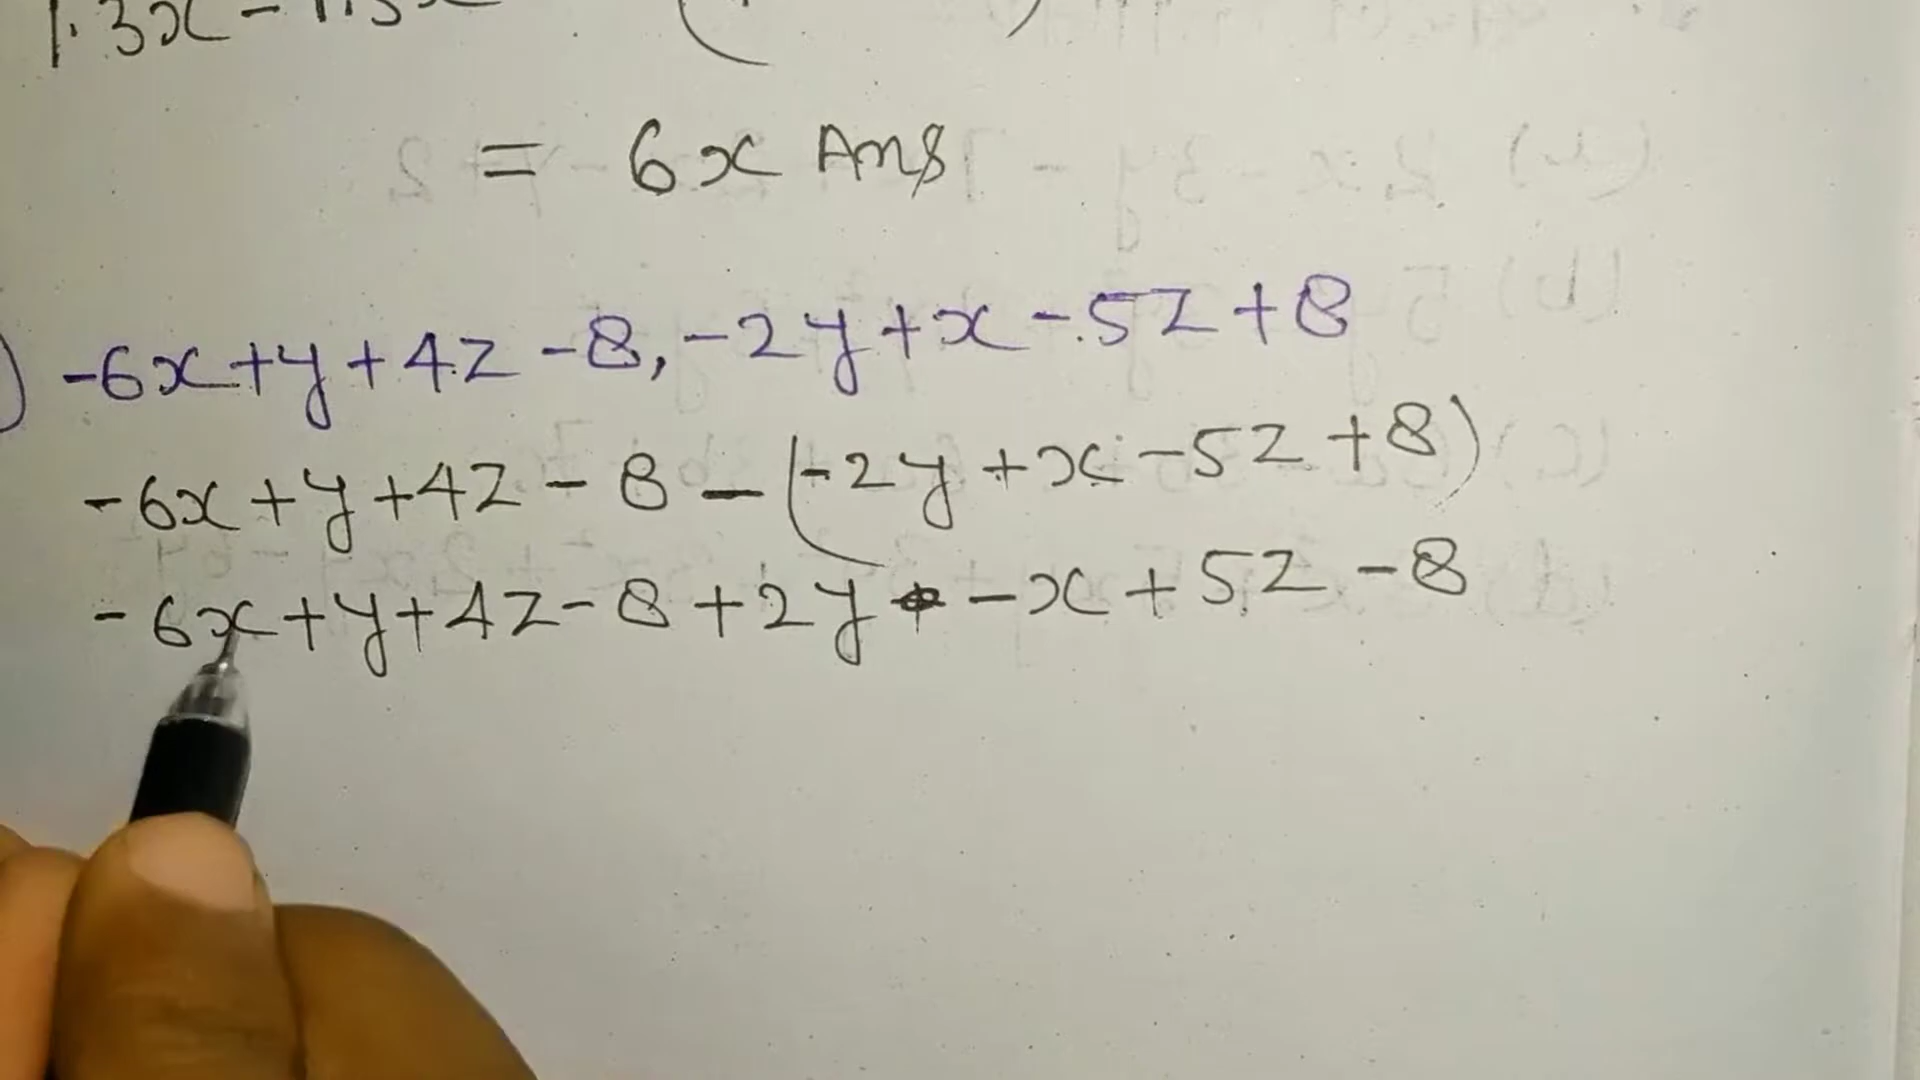 = 6x Ans
) -6x+y+4z-8, -2y+x-5z+8
-6x+y+4z-8-(-2y+x-5z+8)
-6x+y+4z-8+2y-x+5z-8